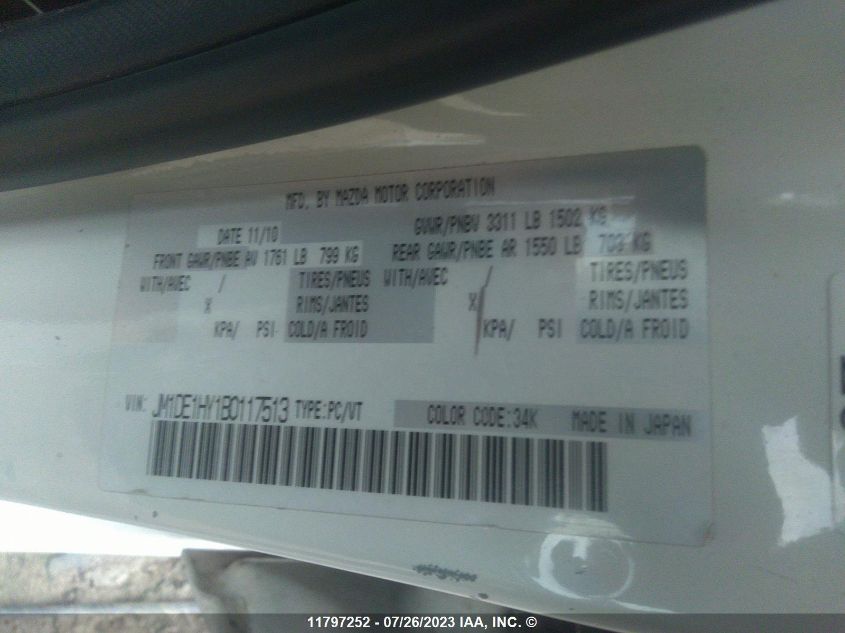 MFD. BY MAZDA MOTOR CORPORATION
DATE 11/10 GVWR/PNBV 3311 LB 1502 KG
FRONT GAWR/PNBE AV 1761 LB 799 KG REAR GAWR/PNBE AR 1550 LB 703 KG
WITH/AVEC / TIRES/PNEUS WITH/AVEC / TIRES/PNEUS
X RIMS/JANTES X RIMS/JANTES
KPA/ PSI COLD/A FROID KPA/ PSI COLD/A FROID
VIN: JM1DE1HY1B0117513 TYPE:PC/VT COLOR CODE:34K MADE IN JAPAN
11797252 - 07/26/2023 IAA, INC. ©